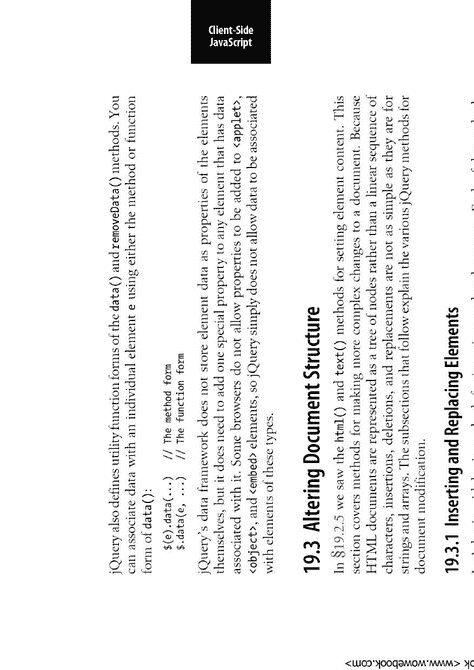 Client-Side
JavaScript
jQuery also defines utility function forms of the data() and removeData() methods. You
can associate data with an individual element e using either the method or function
form of data():
$(e).data(...) // The method form
$.data(e, ...) // The function form
jQuery's data framework does not store element data as properties of the elements
themselves, but it does need to add one special property to any element that has data
associated with it. Some browsers do not allow properties to be added to <applet>,
<object>, and <embed> elements, so jQuery simply does not allow data to be associated
with elements of these types.
19.3 Altering Document Structure
In §19.2.5 we saw the html() and text() methods for setting element content. This
section covers methods for making more complex changes to a document. Because
HTML documents are represented as a tree of nodes rather than a linear sequence of
characters, insertions, deletions, and replacements are not as simple as they are for
strings and arrays. The subsections that follow explain the various jQuery methods for
document modification.
19.3.1 Inserting and Replacing Elements
ok <www.wowebook.com>